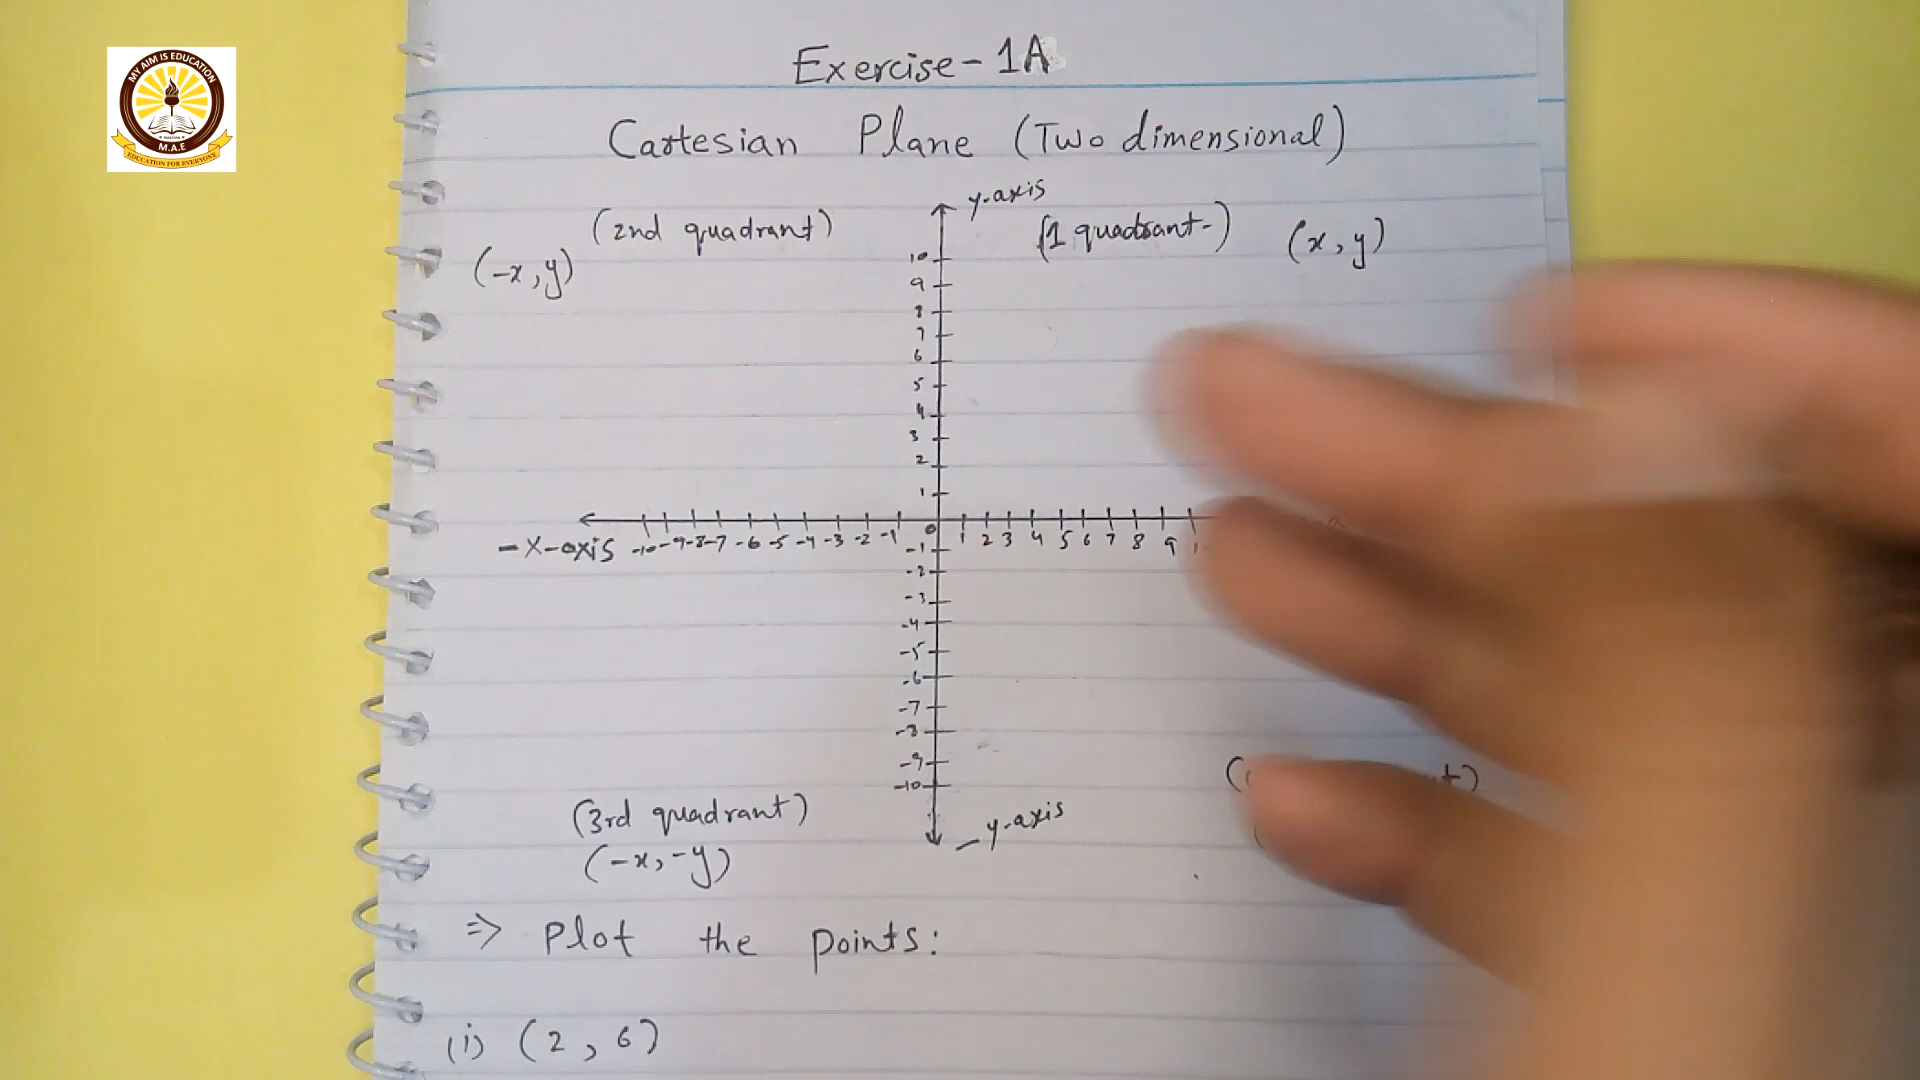 MY AIM IS EDUCATION
M.A.E
EDUCATION FOR EVERYONE
Exercise - 1A
Cartesian Plane (Two dimensional)
y-axis
(2nd quadrant)
(1 quadrant)
(-x, y)
(x, y)
10
9
8
7
6
5
4
3
2
1
-x-axis
-10 -9 -8 -7 -6 -5 -4 -3 -2 -1 0 1 2 3 4 5 6 7 8 9
-1
-2
-3
-4
-5
-6
-7
-8
-9
-10
(3rd quadrant)
-y-axis
(-x, -y)
⇒ Plot the points:
(i) (2, 6)